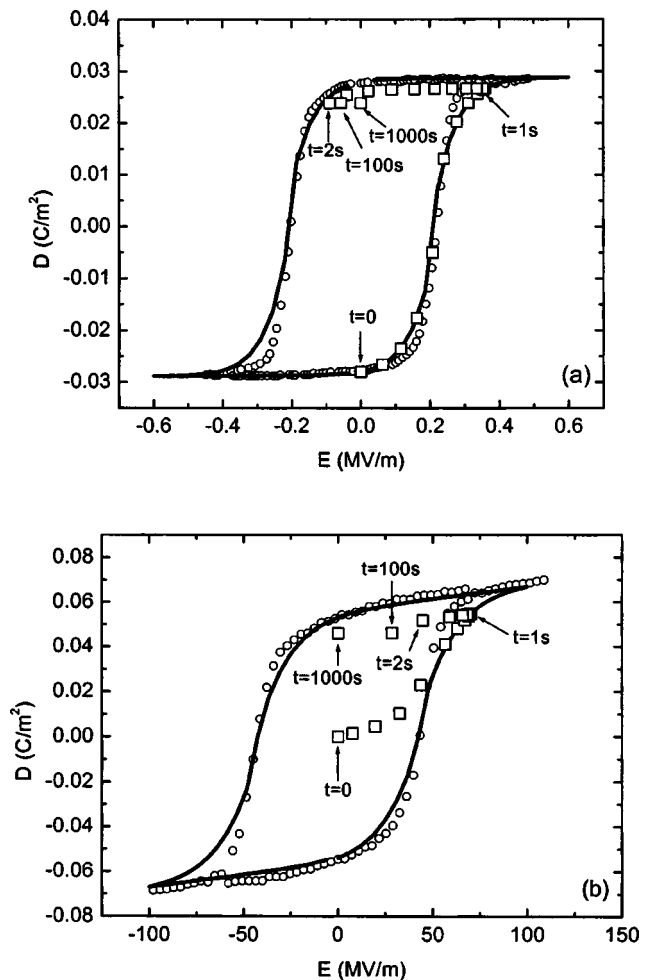 0.04
0.03
0.02
0.01
0.00
-0.01
-0.02
-0.03
D (C/m²)
t=2s
t=100s
t=1000s
t=1s
t=0
(a)
-0.6 -0.4 -0.2 0.0 0.2 0.4 0.6
E (MV/m)
0.08
0.06
0.04
0.02
0.00
-0.02
-0.04
-0.06
-0.08
D (C/m²)
t=100s
t=1000s
t=2s
t=1s
t=0
(b)
-100 -50 0 50 100 150
E (MV/m)